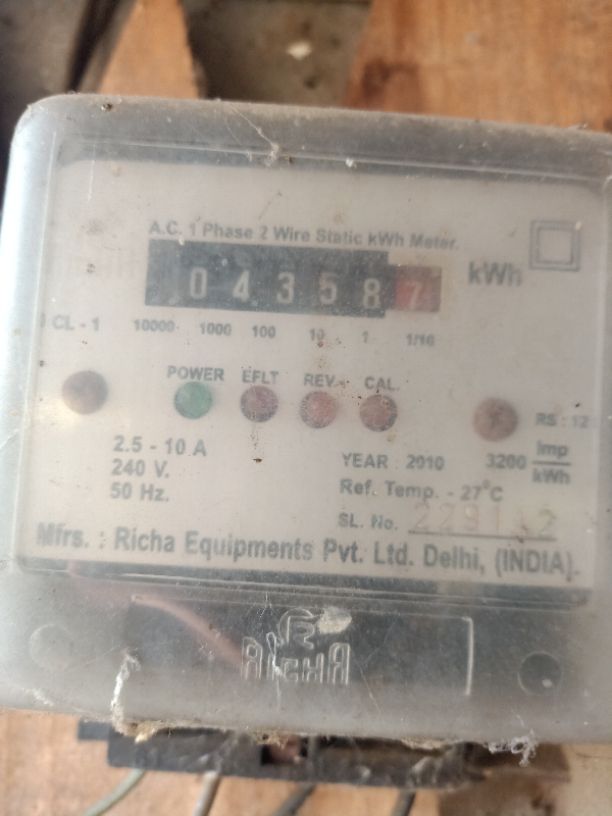 A.C. 1 Phase 2 Wire Static kWh Meter.
0 4 3 5 8 7 kWh
CL - 1 10000 1000 100 10 1 1/10
POWER EFLT REV. CAL.
RS : 12
2.5 - 10 A
240 V.
50 Hz.
YEAR : 2010 3200 imp/kWh
Ref. Temp. - 27°C
SL. No.
Mfrs. : Richa Equipments Pvt. Ltd. Delhi, (INDIA).
RICHA